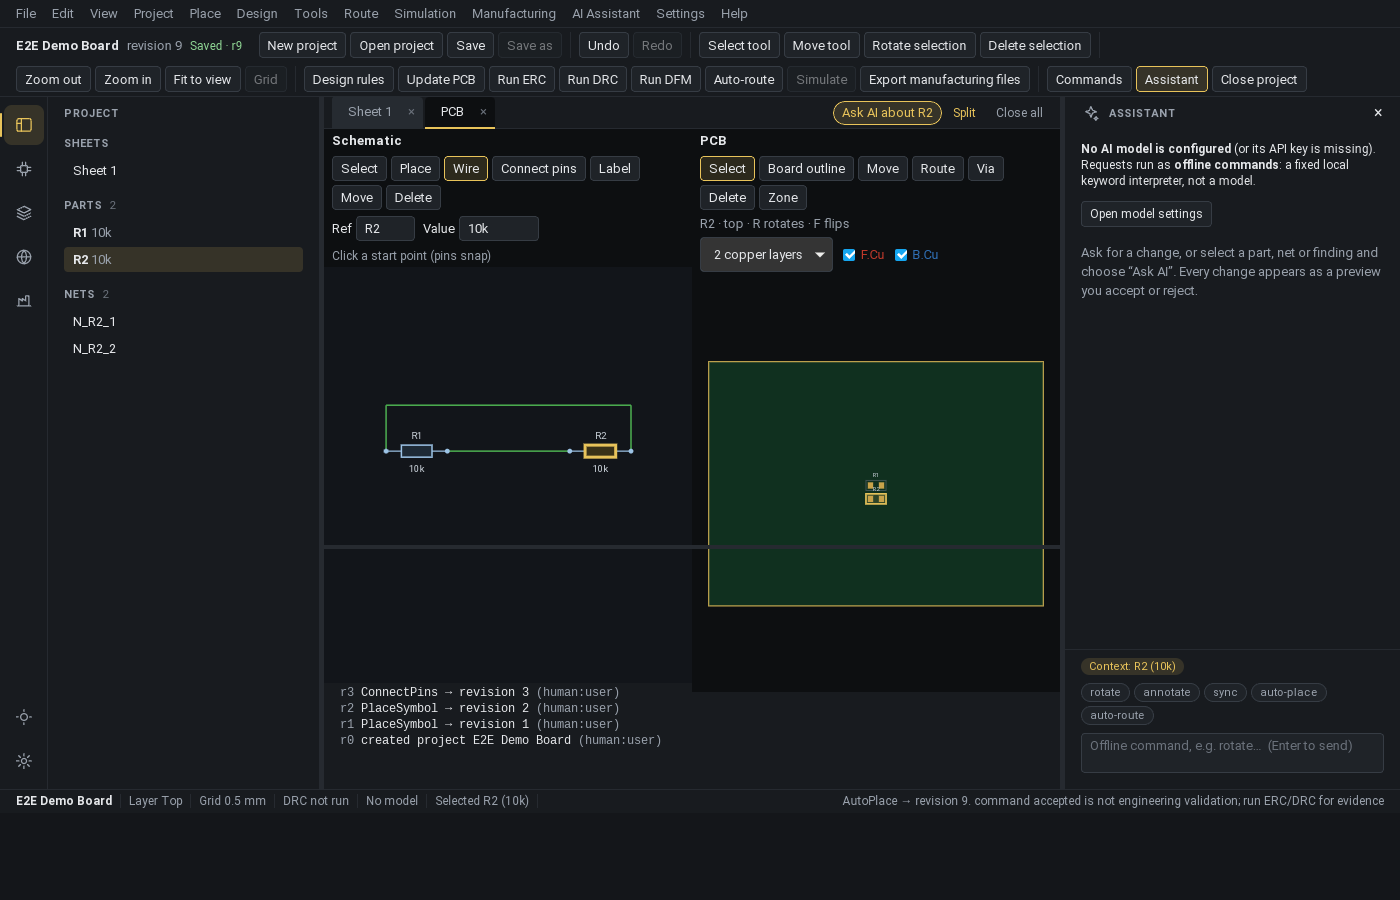 File Edit View Project Place Design Tools Route Simulation Manufacturing AI Assistant Settings Help
E2E Demo Board revision 9 Saved · r9 New project Open project Save Save as Undo Redo Select tool Move tool Rotate selection Delete selection
Zoom out Zoom in Fit to view Grid Design rules Update PCB Run ERC Run DRC Run DFM Auto-route Simulate Export manufacturing files Commands Assistant Close project
PROJECT
SHEETS
Sheet 1
PARTS 2
R1 10k
R2 10k
NETS 2
N_R2_1
N_R2_2
Sheet 1 × PCB × Ask AI about R2 Split Close all
Schematic
Select Place Wire Connect pins Label
Move Delete
Ref R2 Value 10k
Click a start point (pins snap)
R1 R2
10k 10k
PCB
Select Board outline Move Route Via
Delete Zone
R2 · top · R rotates · F flips
2 copper layers F.Cu B.Cu
R1
R2
r3 ConnectPins → revision 3 (human:user)
r2 PlaceSymbol → revision 2 (human:user)
r1 PlaceSymbol → revision 1 (human:user)
r0 created project E2E Demo Board (human:user)
ASSISTANT ×
No AI model is configured (or its API key is missing).
Requests run as offline commands: a fixed local
keyword interpreter, not a model.
Open model settings
Ask for a change, or select a part, net or finding and
choose “Ask AI”. Every change appears as a preview
you accept or reject.
Context: R2 (10k)
rotate annotate sync auto-place
auto-route
Offline command, e.g. rotate… (Enter to send)
E2E Demo Board Layer Top Grid 0.5 mm DRC not run No model Selected R2 (10k) AutoPlace → revision 9. command accepted is not engineering validation; run ERC/DRC for evidence